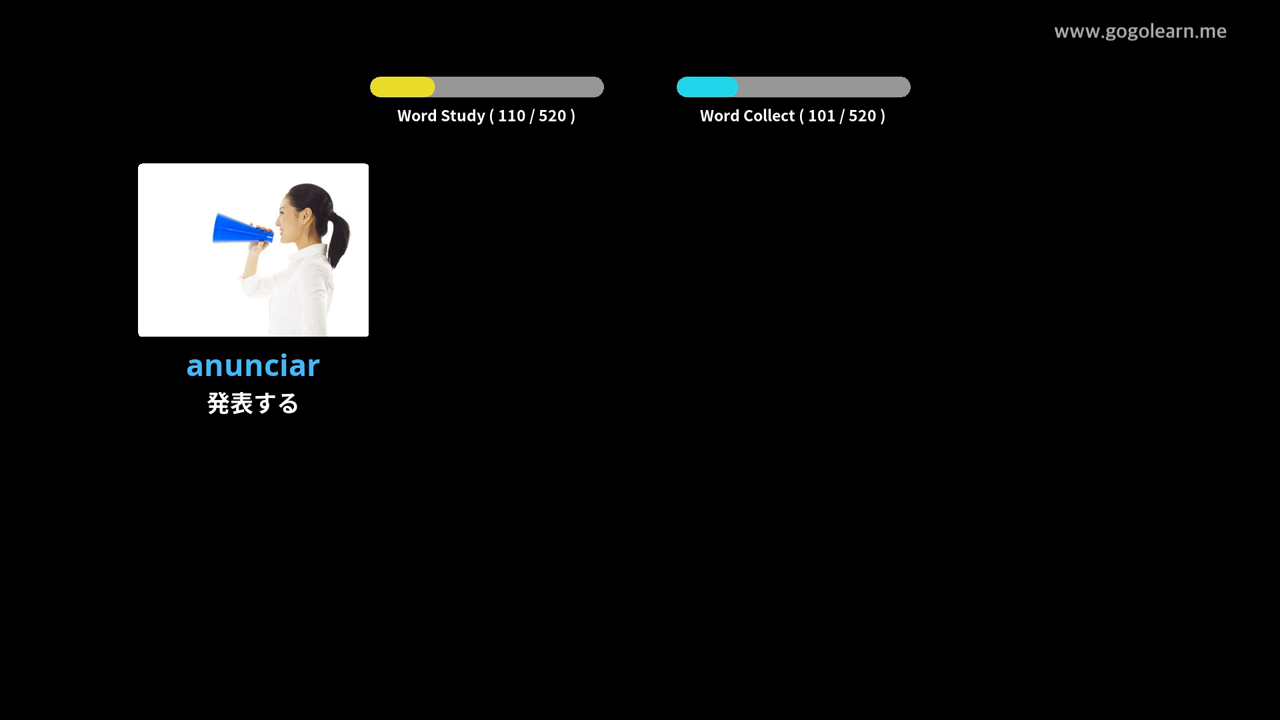 www.gogolearn.me
Word Study ( 110 / 520 )
Word Collect ( 101 / 520 )
anunciar
発表する